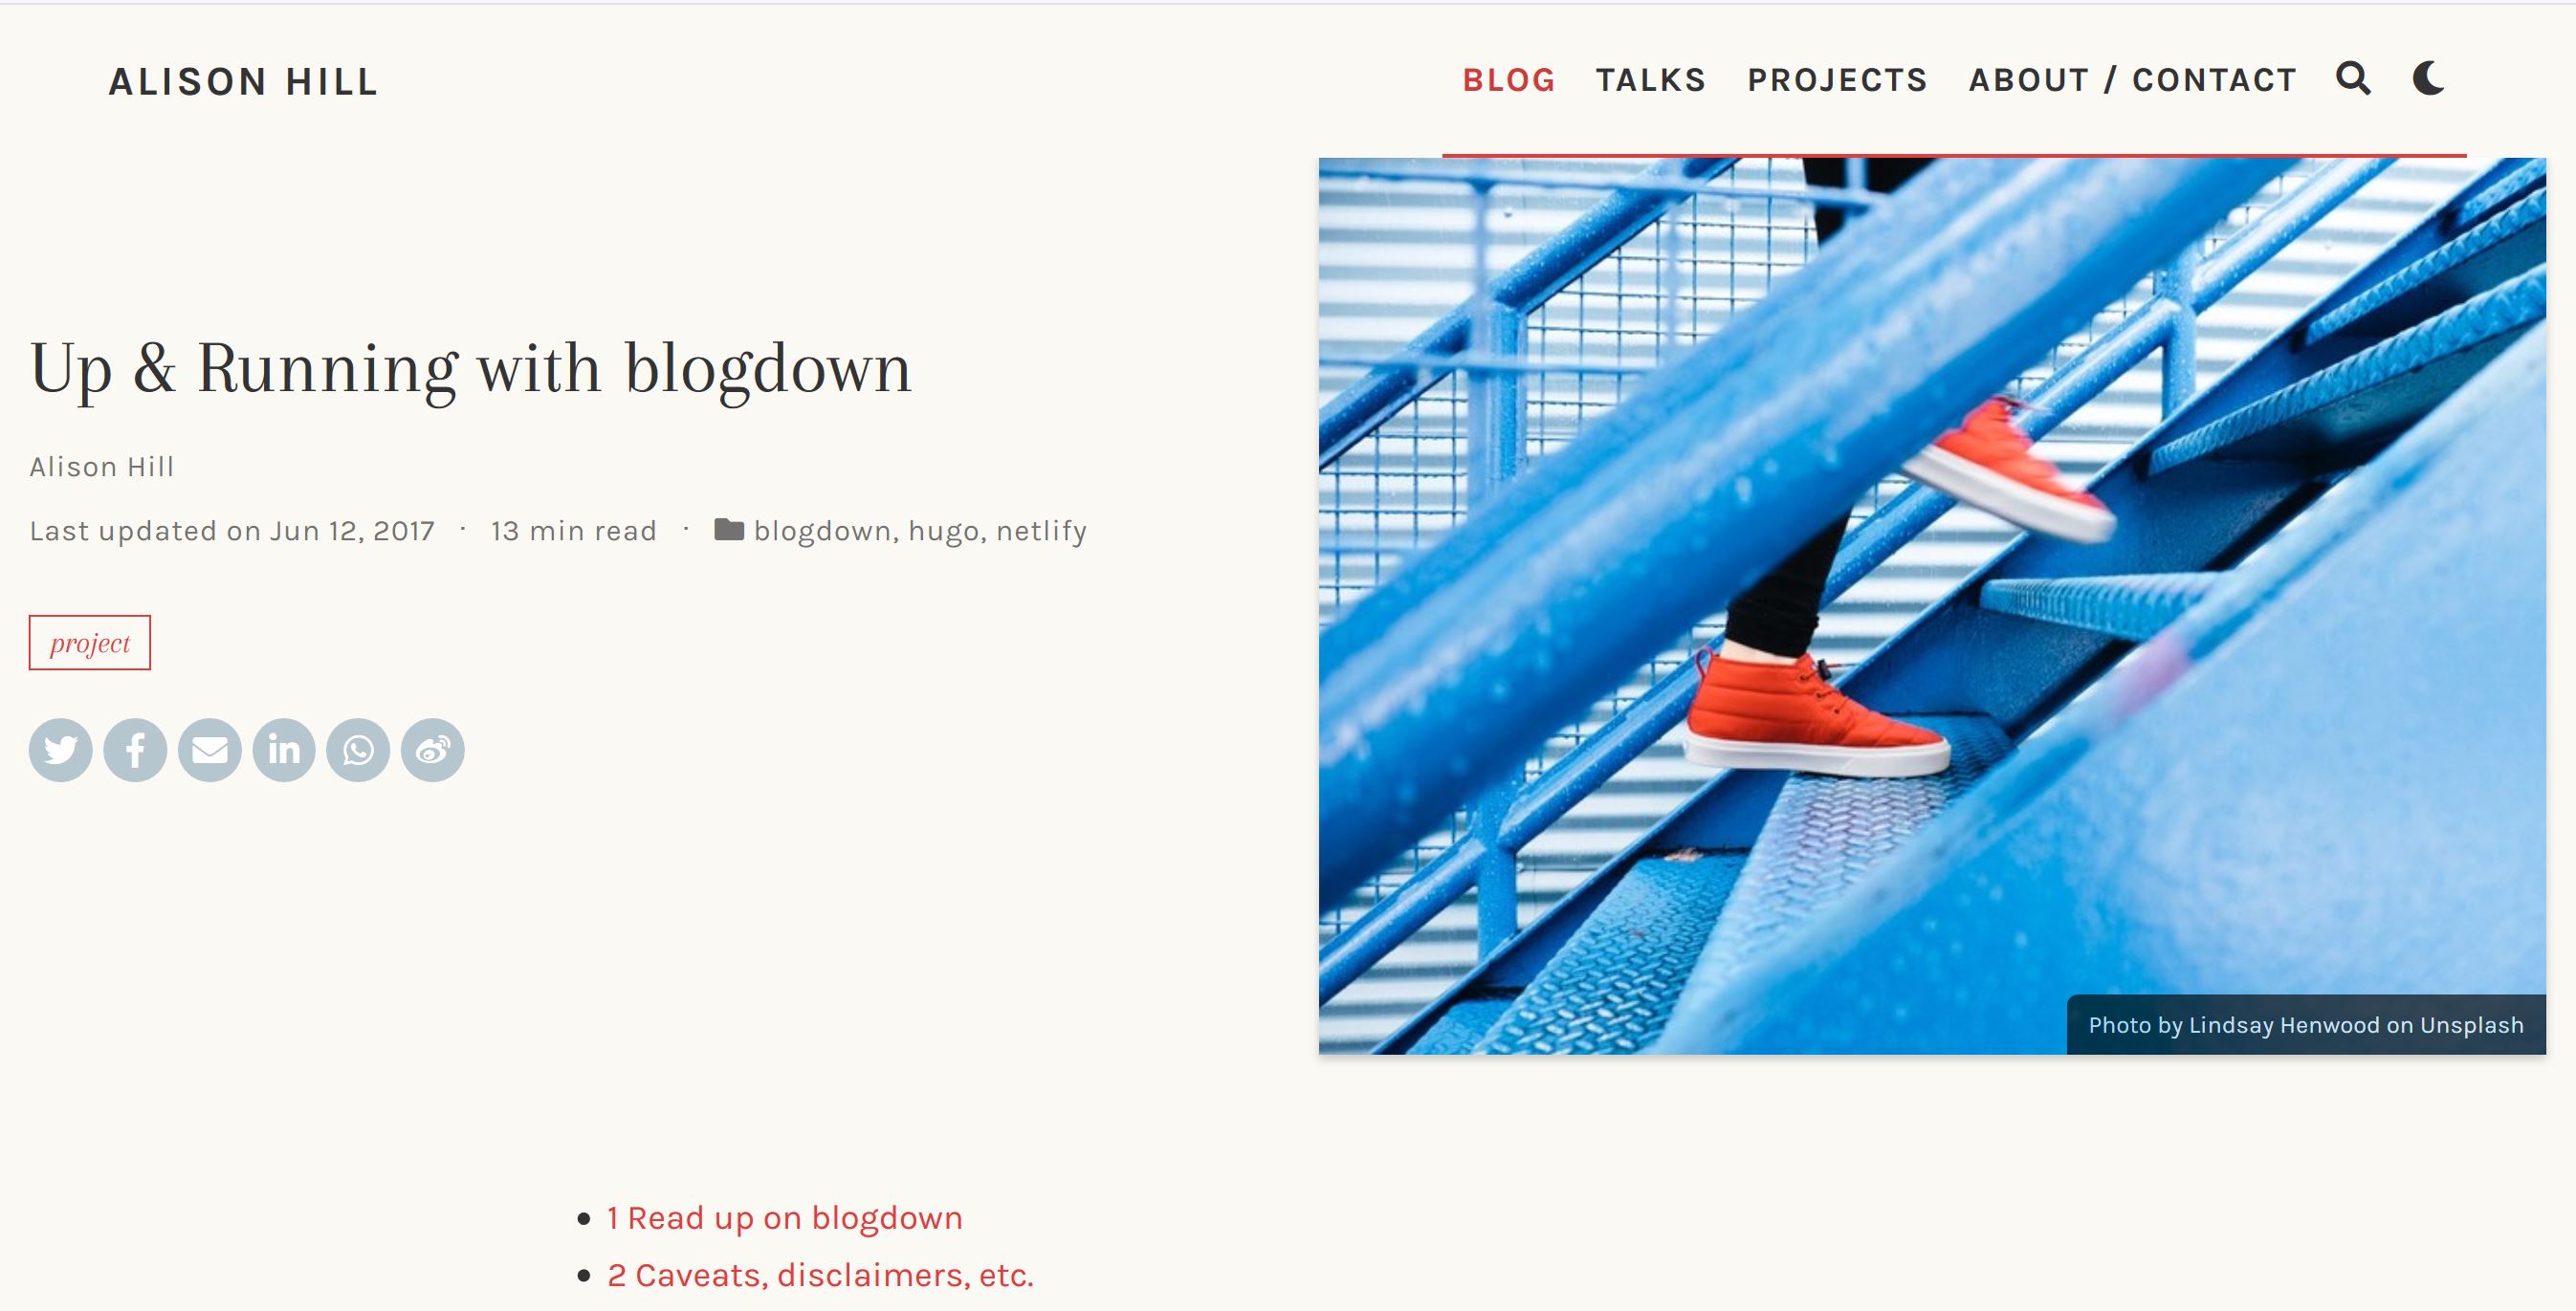 ALISON HILL
BLOG TALKS PROJECTS ABOUT / CONTACT
Up & Running with blogdown
Alison Hill
Last updated on Jun 12, 2017 · 13 min read · blogdown, hugo, netlify
project
Photo by Lindsay Henwood on Unsplash
• 1 Read up on blogdown
• 2 Caveats, disclaimers, etc.